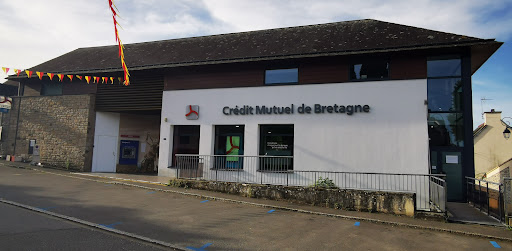 Crédit Mutuel de Bretagne